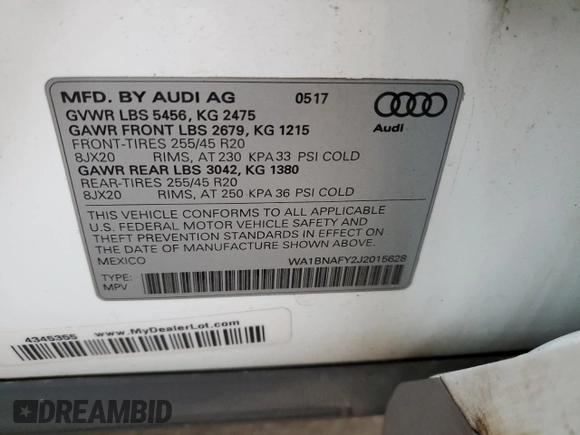 MFD. BY AUDI AG 0517
GVWR LBS 5456, KG 2475
GAWR FRONT LBS 2679, KG 1215
FRONT-TIRES 255/45 R20
8JX20 RIMS, AT 230 KPA 33 PSI COLD
GAWR REAR LBS 3042, KG 1380
REAR-TIRES 255/45 R20
8JX20 RIMS, AT 250 KPA 36 PSI COLD
Audi
THIS VEHICLE CONFORMS TO ALL APPLICABLE
U.S. FEDERAL MOTOR VEHICLE SAFETY AND
THEFT PREVENTION STANDARDS IN EFFECT ON
THE DATE OF MANUFACTURE SHOWN ABOVE.
MEXICO WA1BNAFY2J2015628
TYPE:
MPV
4345355 www.MyDealerLot.com
DREAMBID